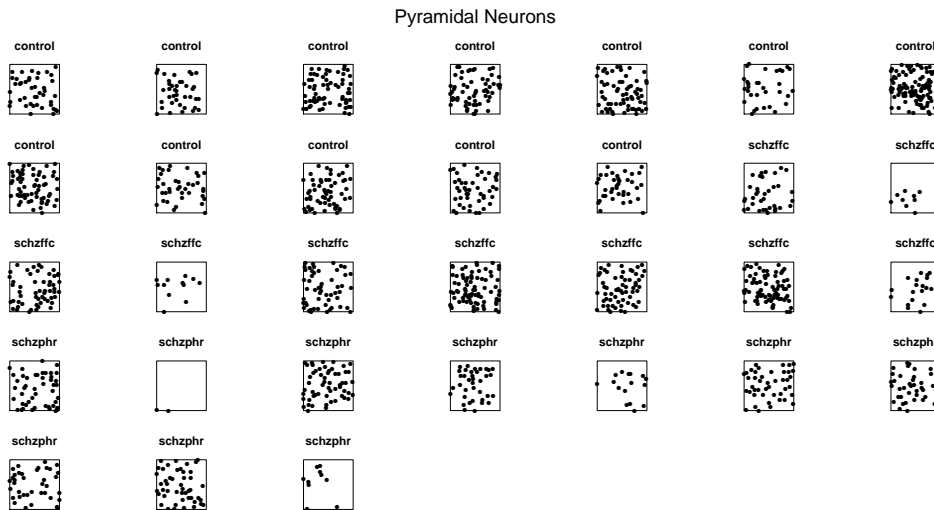 Pyramidal Neurons
control control control control control control control
control control control control control schzffc schzffc
schzffc schzffc schzffc schzffc schzffc schzffc schzffc
schzphr schzphr schzphr schzphr schzphr schzphr schzphr
schzphr schzphr schzphr